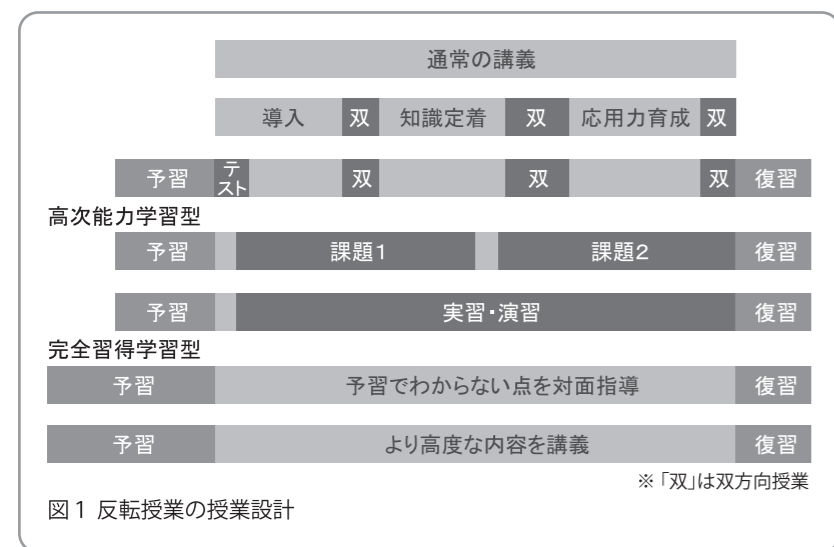 通常の講義
導入 双 知識定着 双 応用力育成 双
予習 テスト 双 双 双 復習
高次能力学習型
予習 課題1 課題2 復習
予習 実習・演習 復習
完全習得学習型
予習 予習でわからない点を対面指導 復習
予習 より高度な内容を講義 復習
※「双」は双方向授業
図1 反転授業の授業設計